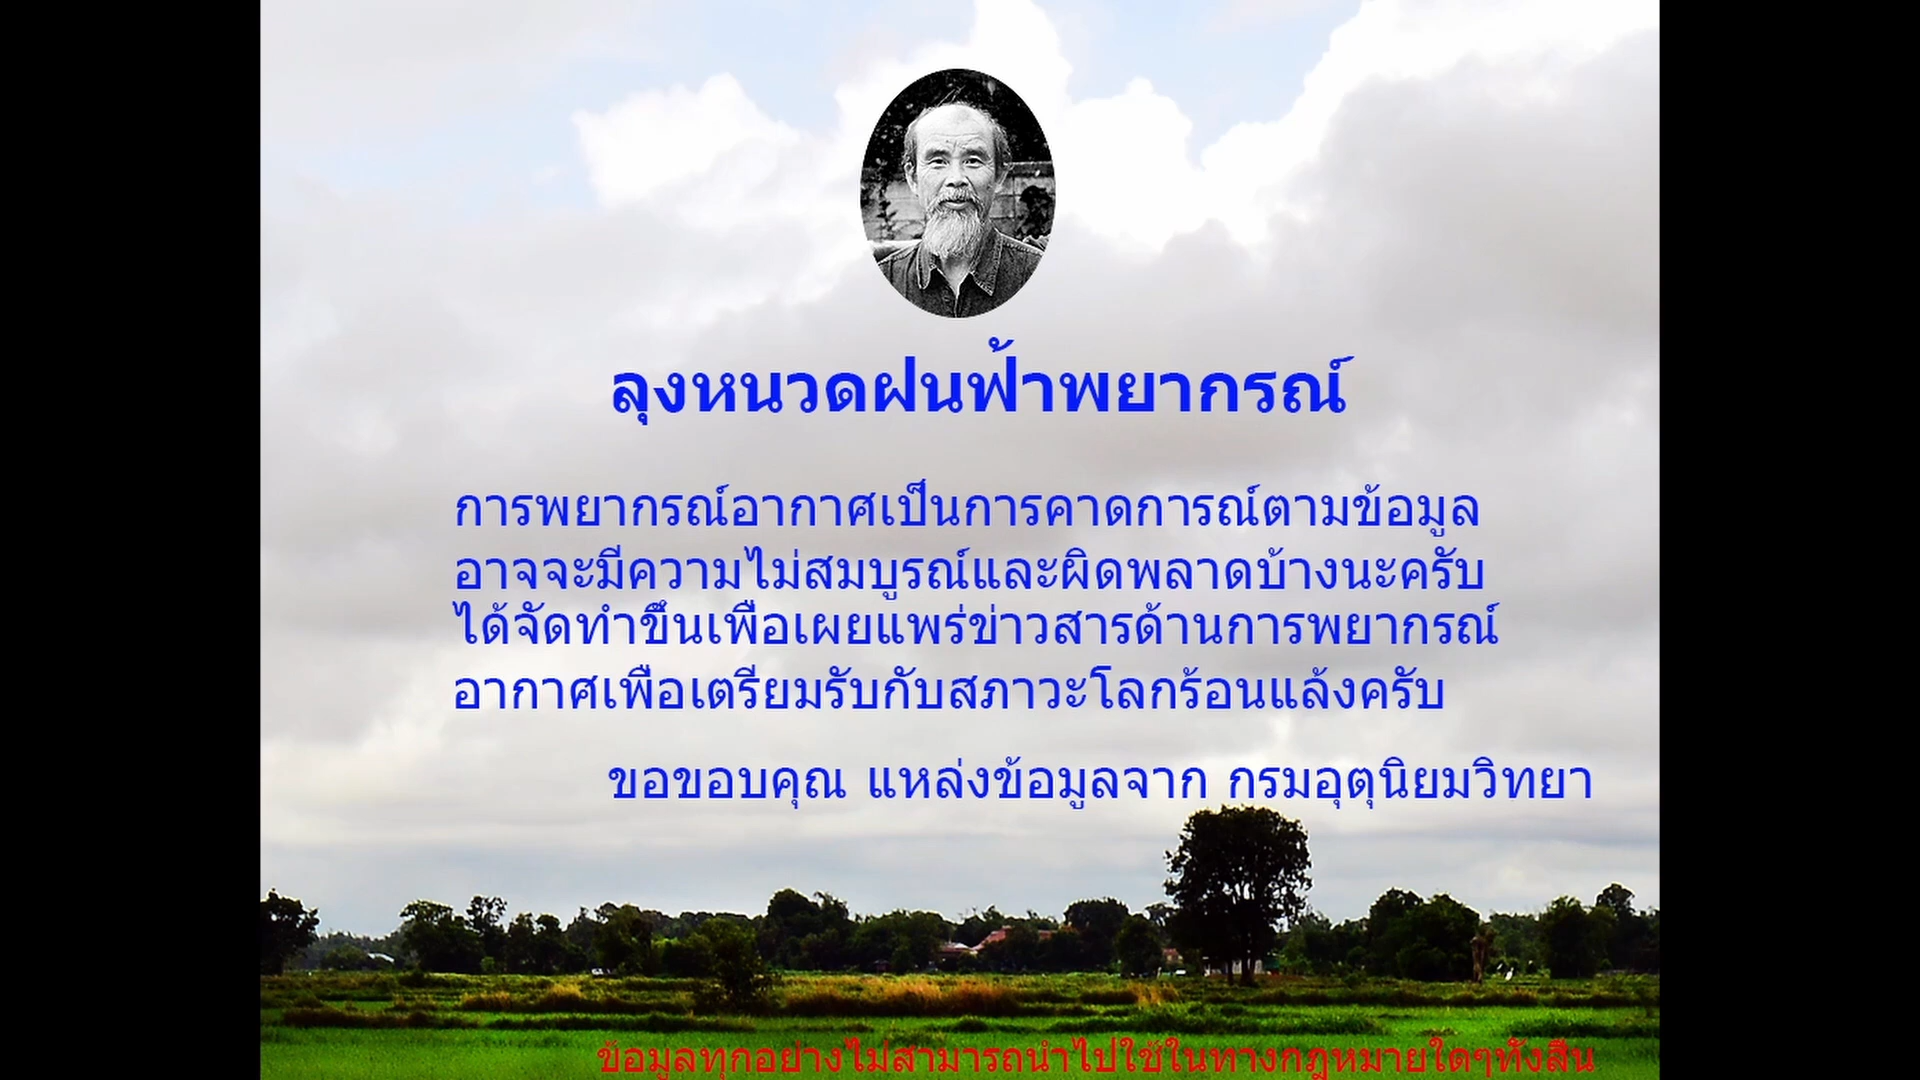 ลุงหนวดฝนฟ้าพยากรณ์
การพยากรณ์อากาศเป็นการคาดการณ์ตามข้อมูล
อาจจะมีความไม่สมบูรณ์และผิดพลาดบ้างนะครับ
ได้จัดทำขึ้นเพื่อเผยแพร่ข่าวสารด้านการพยากรณ์
อากาศเพื่อเตรียมรับกับสภาวะโลกร้อนแล้งครับ
ขอขอบคุณ แหล่งข้อมูลจาก กรมอุตุนิยมวิทยา
ข้อมูลทุกอย่างไม่สามารถนำไปใช้ในทางกฎหมายใดๆทั้งสิ้น